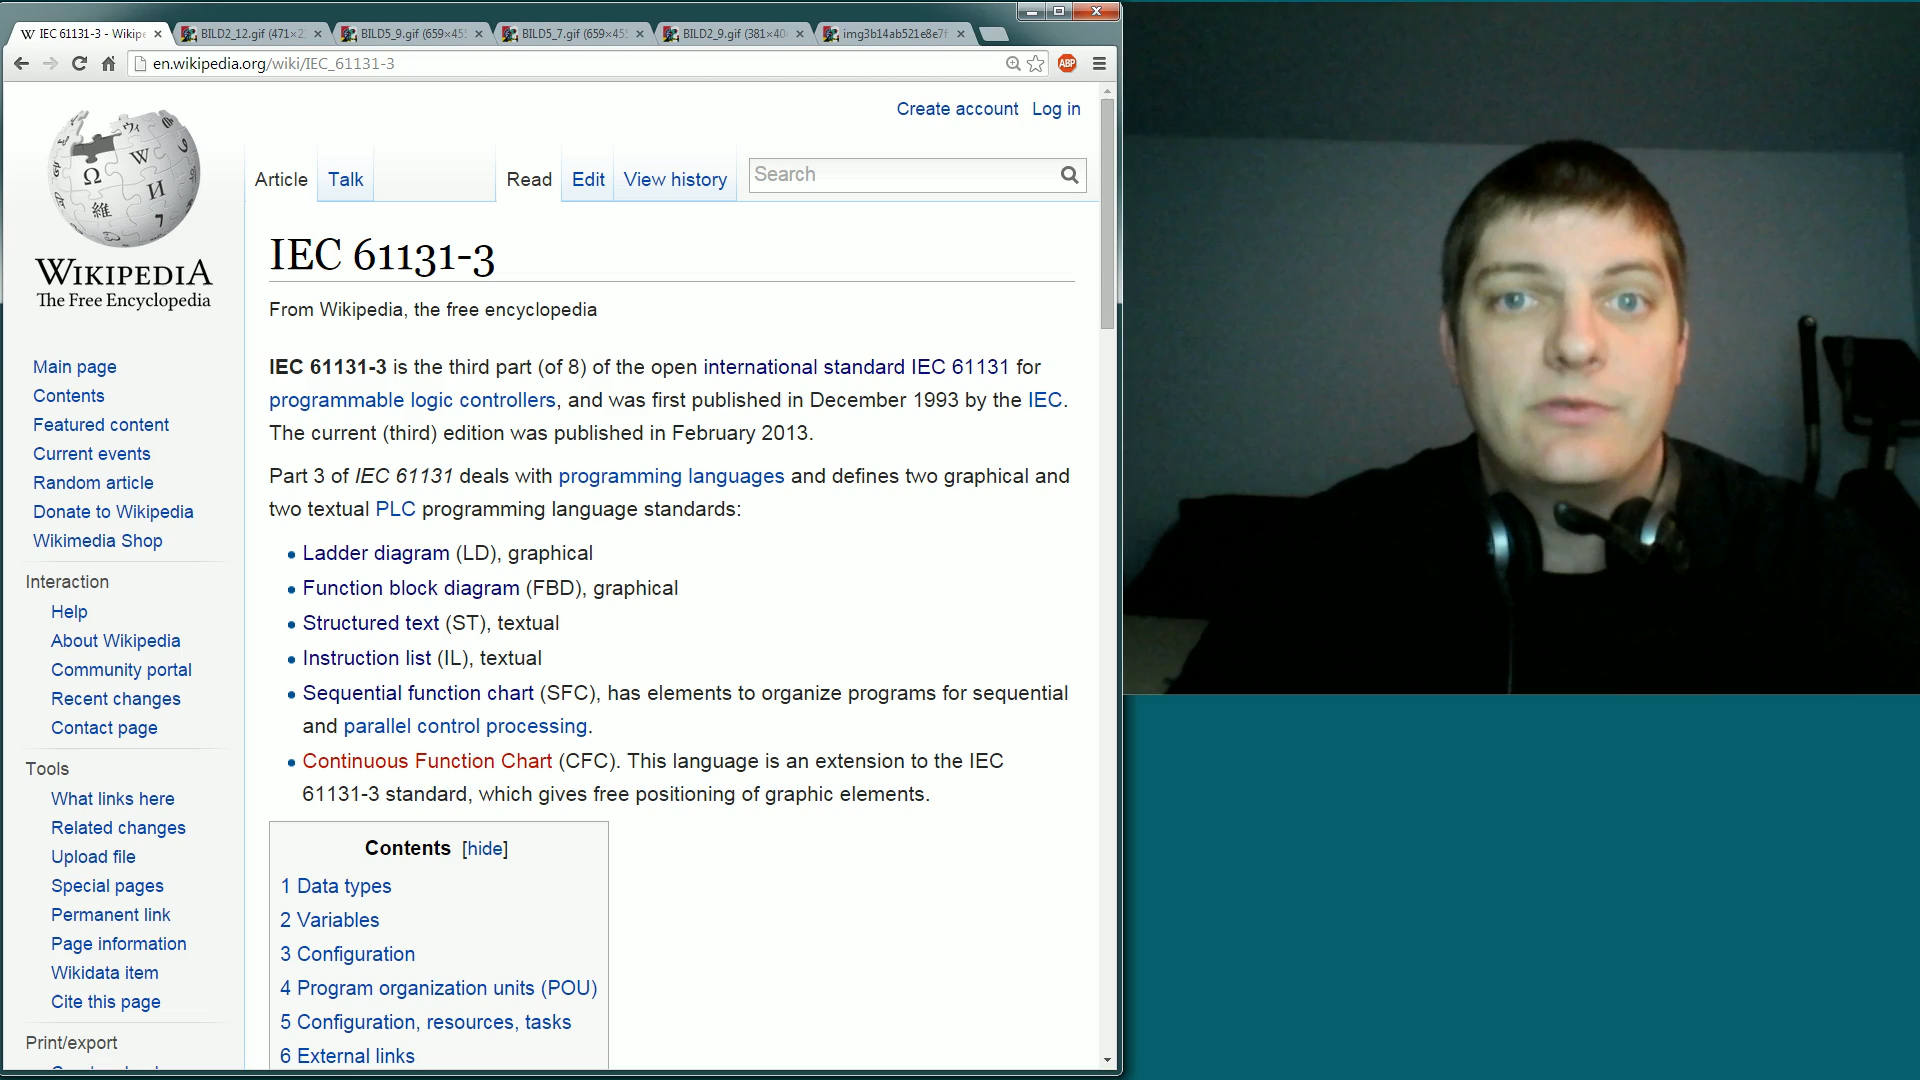 IEC 61131-3 - Wikipe
BILD2_12.gif (471×2
BILD5_9.gif (659×45
BILD5_7.gif (659×45
BILD2_9.gif (381×40
img3b14ab521e8e7f
en.wikipedia.org/wiki/IEC_61131-3
ABP
Create account Log in
Article Talk Read Edit View history Search
WIKIPEDIA
The Free Encyclopedia
Main page
Contents
Featured content
Current events
Random article
Donate to Wikipedia
Wikimedia Shop
Interaction
Help
About Wikipedia
Community portal
Recent changes
Contact page
Tools
What links here
Related changes
Upload file
Special pages
Permanent link
Page information
Wikidata item
Cite this page
Print/export
IEC 61131-3
From Wikipedia, the free encyclopedia
IEC 61131-3 is the third part (of 8) of the open international standard IEC 61131 for
programmable logic controllers, and was first published in December 1993 by the IEC.
The current (third) edition was published in February 2013.
Part 3 of IEC 61131 deals with programming languages and defines two graphical and
two textual PLC programming language standards:
Ladder diagram (LD), graphical
Function block diagram (FBD), graphical
Structured text (ST), textual
Instruction list (IL), textual
Sequential function chart (SFC), has elements to organize programs for sequential
and parallel control processing.
Continuous Function Chart (CFC). This language is an extension to the IEC
61131-3 standard, which gives free positioning of graphic elements.
Contents [hide]
1 Data types
2 Variables
3 Configuration
4 Program organization units (POU)
5 Configuration, resources, tasks
6 External links